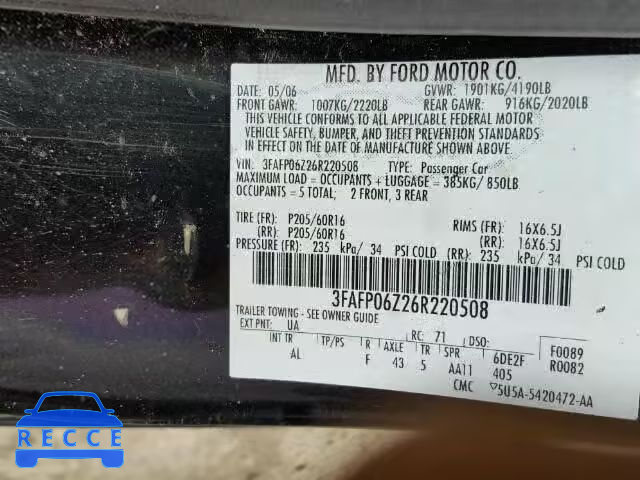 MFD. BY FORD MOTOR CO.
05/06 GVWR: 1901KG/4190LB
FRONT GAWR: 1007KG/2220LB REAR GAWR: 916KG/2020LB
THIS VEHICLE CONFORMS TO ALL APPLICABLE FEDERAL MOTOR
VEHICLE SAFETY, BUMPER, AND THEFT PREVENTION STANDARDS
IN EFFECT ON THE DATE OF MANUFACTURE SHOWN ABOVE.
VIN: 3FAFP06Z26R220508 TYPE: Passenger Car
MAXIMUM LOAD = OCCUPANTS + LUGGAGE = 385KG/ 850LB
OCCUPANTS = 5 TOTAL; 2 FRONT, 3 REAR
TIRE (FR): P205/60R16 RIMS (FR): 16X6.5J
(RR): P205/60R16 (RR): 16X6.5J
PRESSURE (FR): 235 kPa/ 34 PSI COLD (RR): 235 kPa/ 34 PSI COLD
3FAFP06Z26R220508
TRAILER TOWING - SEE OWNER GUIDE
EXT PNT: UA RC: 71 DSO: F0089
INT TR TP/PS R AXLE TR SPR 6DE2F R0082
AL F 43 5 AA11 405
CMC 5U5A-5420472-AA
RECCE